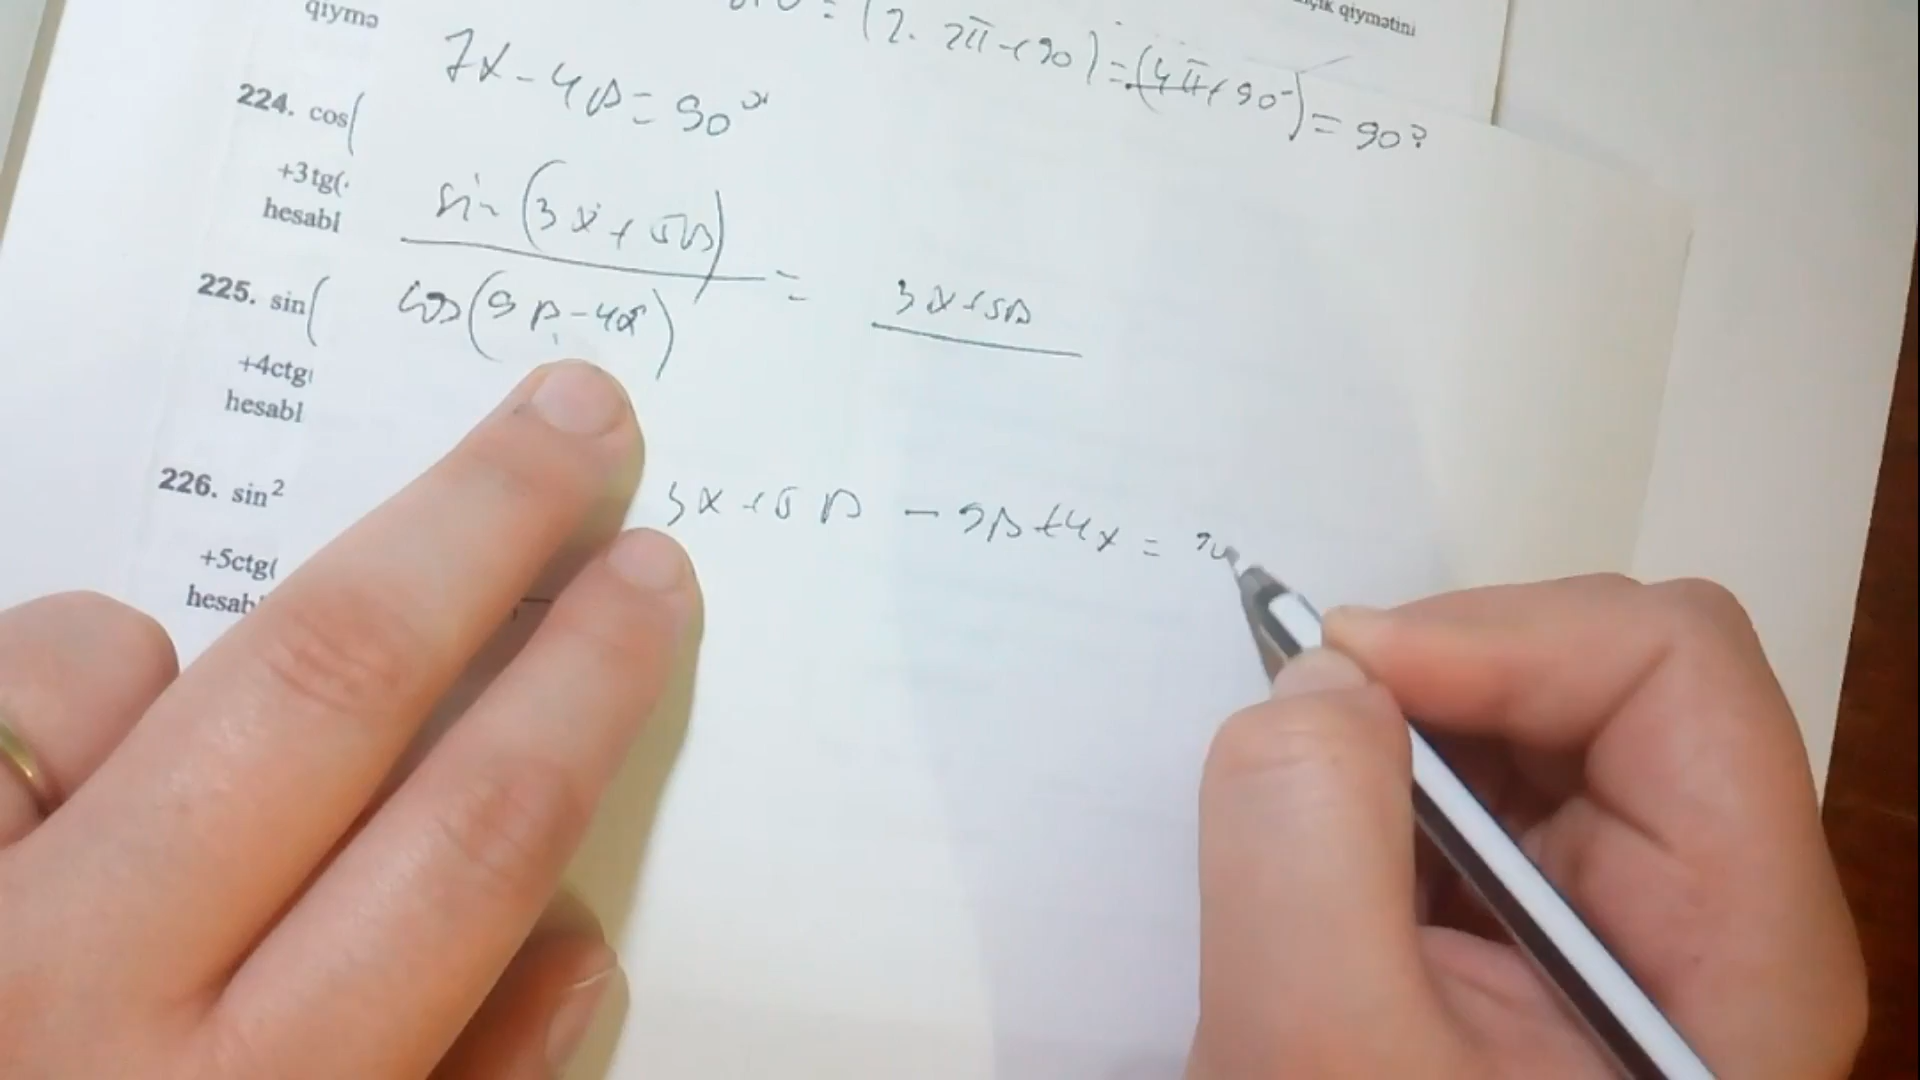 qiymə
qiymətini
(2. 2π + 90) = (4π + 90°) = 90°
7α - 4β = 90°
224. cos(
+3tg(
hesabl
sin (3α + 5β)
cos (9β - 4α) =
3α + 5β
225. sin(
+4ctg
hesabl
3α + 5β - 9β + 4α = 90
226. sin²
+5ctg(
hesab